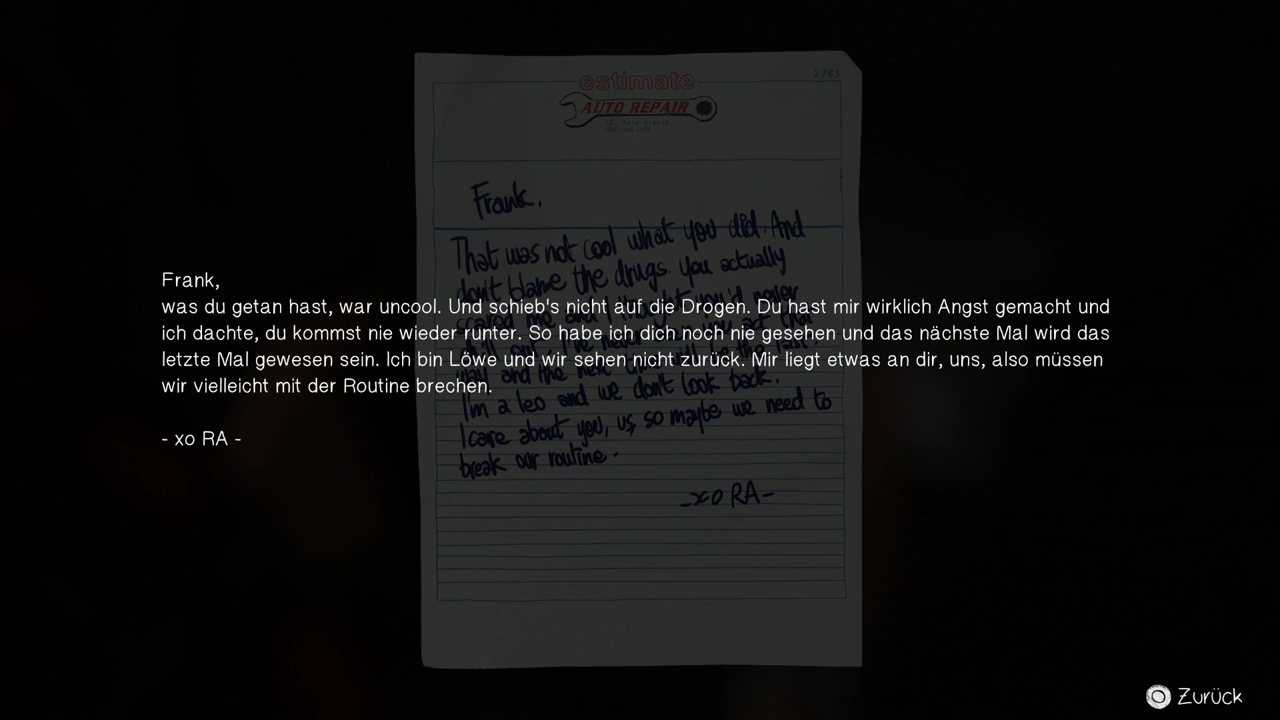 estimate
2785
AUTO REPAIR
Frank,
That was not cool what you did. And
don't blame the drugs. You actually
Frank,
was du getan hast, war uncool. Und schieb's nicht auf die Drogen. Du hast mir wirklich Angst gemacht und
ich dachte, du kommst nie wieder runter. So habe ich dich noch nie gesehen und das nächste Mal wird das
letzte Mal gewesen sein. Ich bin Löwe und wir sehen nicht zurück. Mir liegt etwas an dir, uns, also müssen
wir vielleicht mit der Routine brechen.
- xo RA -
I'm a leo and we don't look back.
I care about you, us, so maybe we need to
break our routine.
-xo RA-
Zurück